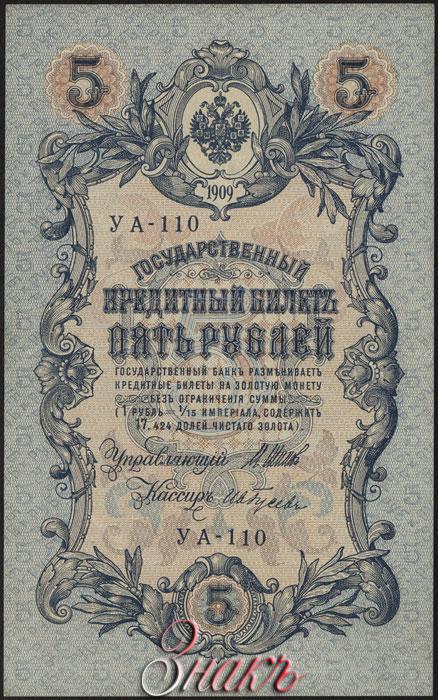 5 5
1909
УА-110
ГОСУДАРСТВЕННЫЙ
КРЕДИТНЫЙ БИЛЕТЪ
ПЯТЬ РУБЛЕЙ
ГОСУДАРСТВЕННЫЙ БАНКЪ РАЗМѢНИВАЕТЪ
КРЕДИТНЫЕ БИЛЕТЫ НА ЗОЛОТУЮ МОНЕТУ
БЕЗЪ ОГРАНИЧЕНІЯ СУММЫ
(1 РУБЛЬ = 1/15 ИМПЕРІАЛА, СОДЕРЖИТЪ
17,424 ДОЛЕЙ ЧИСТАГО ЗОЛОТА).
Управляющій И.Шиповъ
Кассиръ
УА-110
5
Знакъ